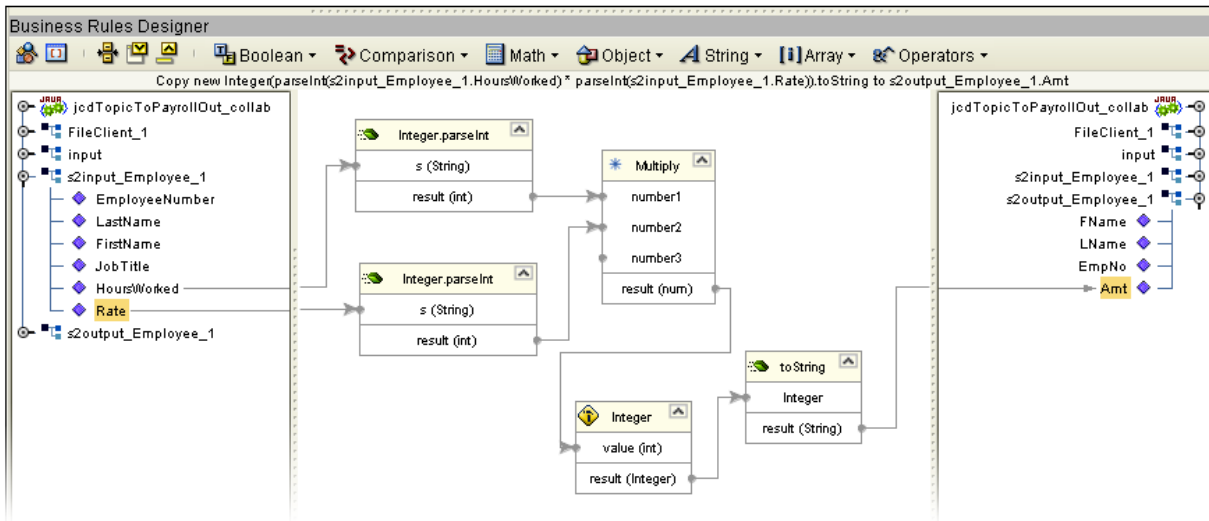 Business Rules Designer
Boolean Comparison Math Object String [i] Array Operators
Copy new Integer(parseInt(s2input_Employee_1.HoursWorked) * parseInt(s2input_Employee_1.Rate)).toString to s2output_Employee_1.Amt
JAVA jcdTopicToPayrollOut_collab
FileClient_1
input
s2input_Employee_1
EmployeeNumber
LastName
FirstName
JobTitle
HoursWorked
Rate
s2output_Employee_1
Integer.parseInt
s (String)
result (int)
Integer.parseInt
s (String)
result (int)
Multiply
number1
number2
number3
result (num)
Integer
value (int)
result (Integer)
toString
Integer
result (String)
jcdTopicToPayrollOut_collab JAVA
FileClient_1
input
s2input_Employee_1
s2output_Employee_1
FName
LName
EmpNo
Amt